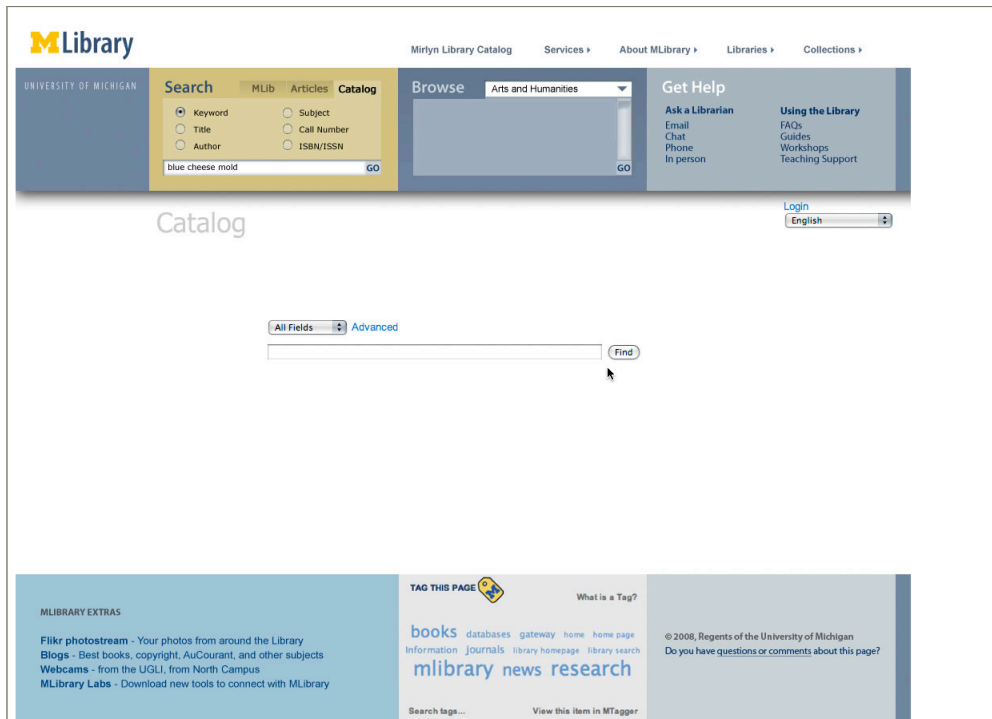 MLibrary
Mirlyn Library Catalog Services About MLibrary Libraries Collections
UNIVERSITY OF MICHIGAN
Search MLib Articles Catalog
Keyword Subject
Title Call Number
Author ISBN/ISSN
blue cheese mold GO
Browse Arts and Humanities
GO
Get Help
Ask a Librarian
Email
Chat
Phone
In person
Using the Library
FAQs
Guides
Workshops
Teaching Support
Catalog
Login
English
All Fields Advanced
Find
MLIBRARY EXTRAS
Flikr photostream - Your photos from around the Library
Blogs - Best books, copyright, AuCourant, and other subjects
Webcams - from the UGLI, from North Campus
MLibrary Labs - Download new tools to connect with MLibrary
TAG THIS PAGE M
What is a Tag?
books databases gateway home home page
Information journals library homepage library search
mlibrary news research
Search tags... View this item in MTagger
© 2008, Regents of the University of Michigan
Do you have questions or comments about this page?